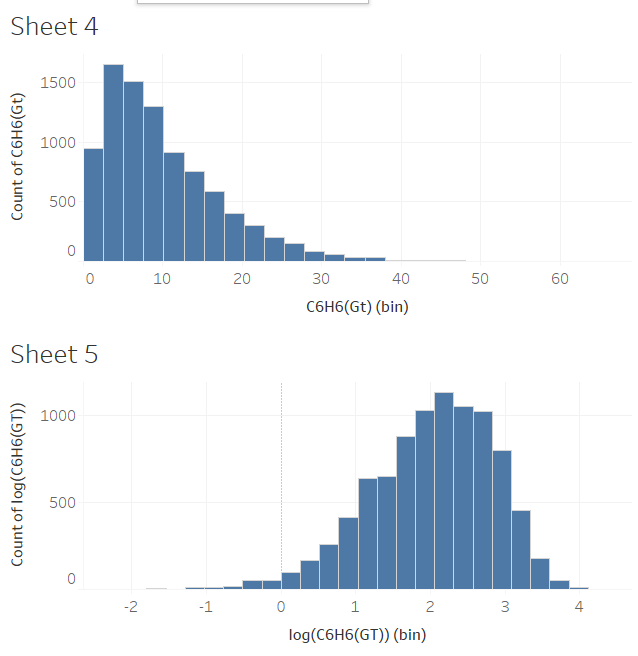 Sheet 4
Count of C6H6(Gt)
1500
1000
500
0
0 10 20 30 40 50 60
C6H6(Gt) (bin)
Sheet 5
Count of log(C6H6(GT))
1000
500
0
-2 -1 0 1 2 3 4
log(C6H6(GT)) (bin)